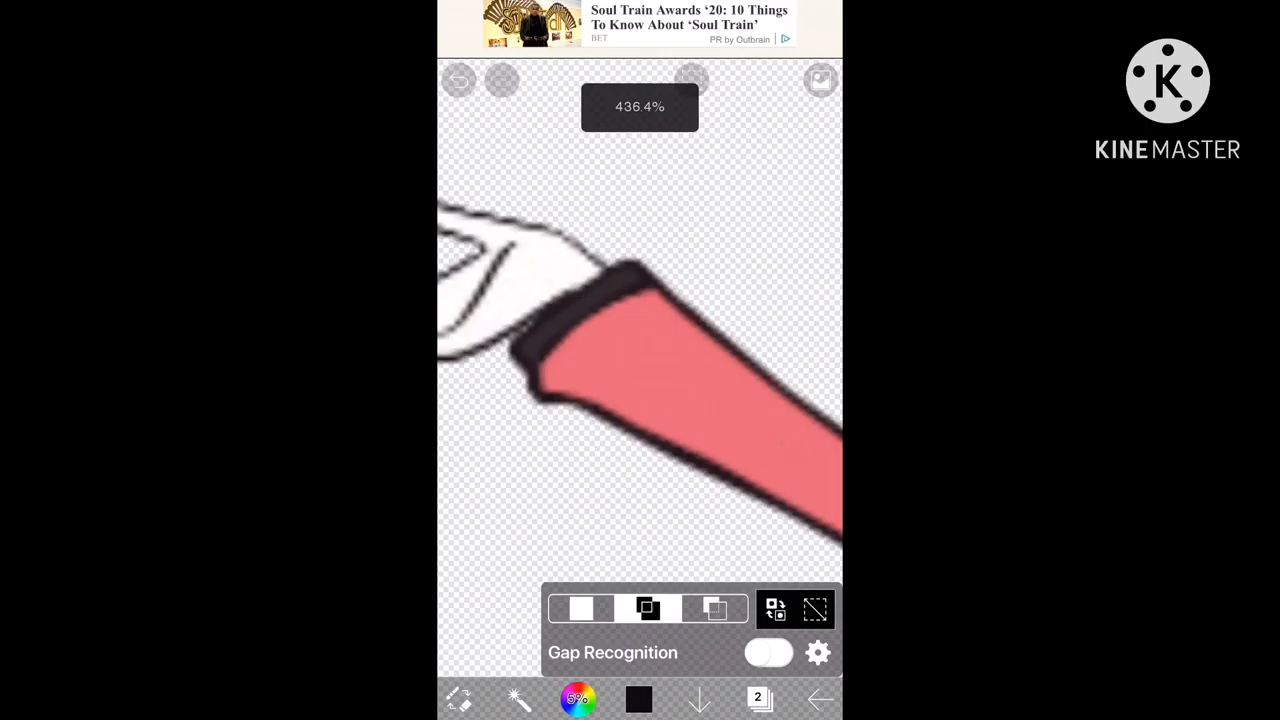 Soul Train Awards ‘20: 10 Things
To Know About ‘Soul Train’
BET
PR by Outbrain
436.4%
K
KINEMASTER
Gap Recognition
5%
2